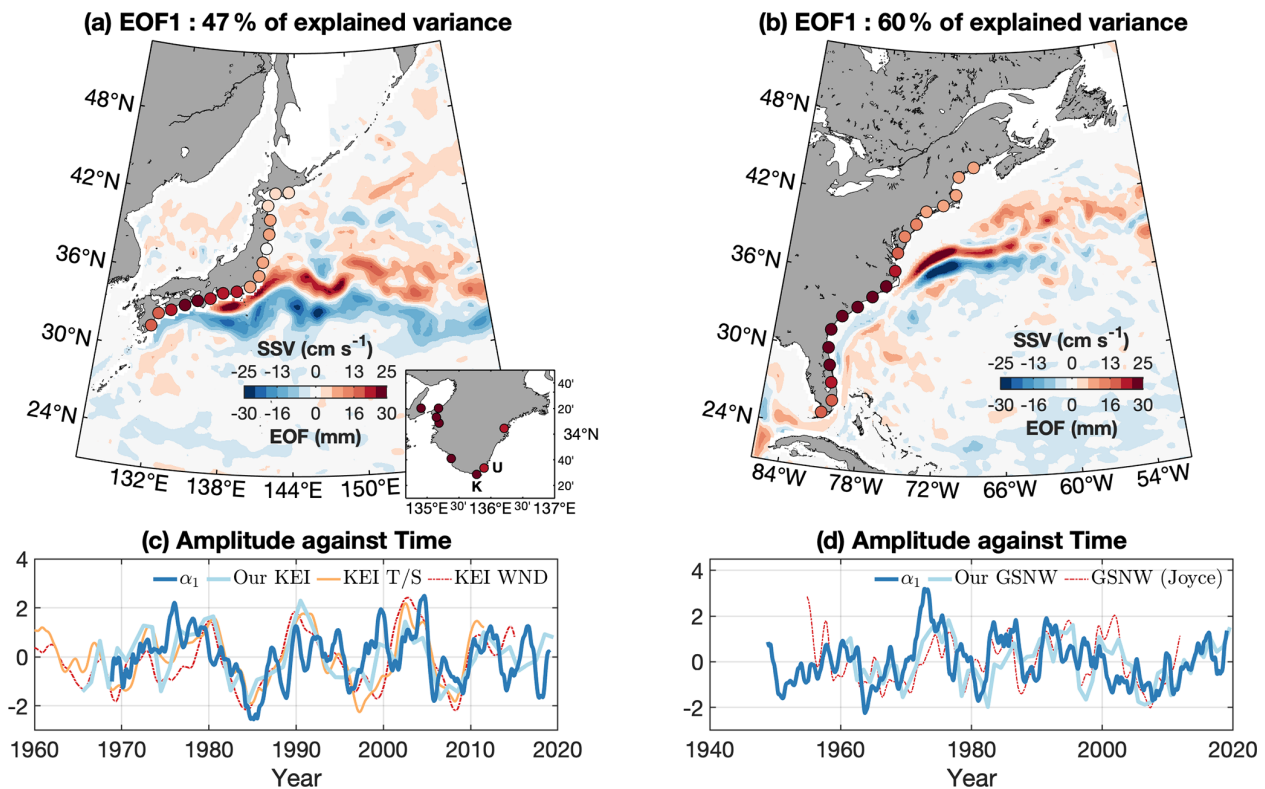 (a) EOF1 : 47 % of explained variance
48°N
42°N
36°N
30°N
24°N
132°E 138°E 144°E 150°E
SSV (cm s⁻¹)
-25 -13 0 13 25
-30 -16 0 16 30
EOF (mm)
40'
20'
34°N
40'
20'
U
K
135°E 30' 136°E 30' 137°E
(b) EOF1 : 60 % of explained variance
48°N
42°N
36°N
30°N
24°N
84°W 78°W 72°W 66°W 60°W 54°W
SSV (cm s⁻¹)
-25 -13 0 13 25
-30 -16 0 16 30
EOF (mm)
(c) Amplitude against Time
α₁ Our KEI KEI T/S KEI WND
4
2
0
-2
1960 1970 1980 1990 2000 2010 2020
Year
(d) Amplitude against Time
α₁ Our GSNW GSNW (Joyce)
4
2
0
-2
1940 1960 1980 2000 2020
Year